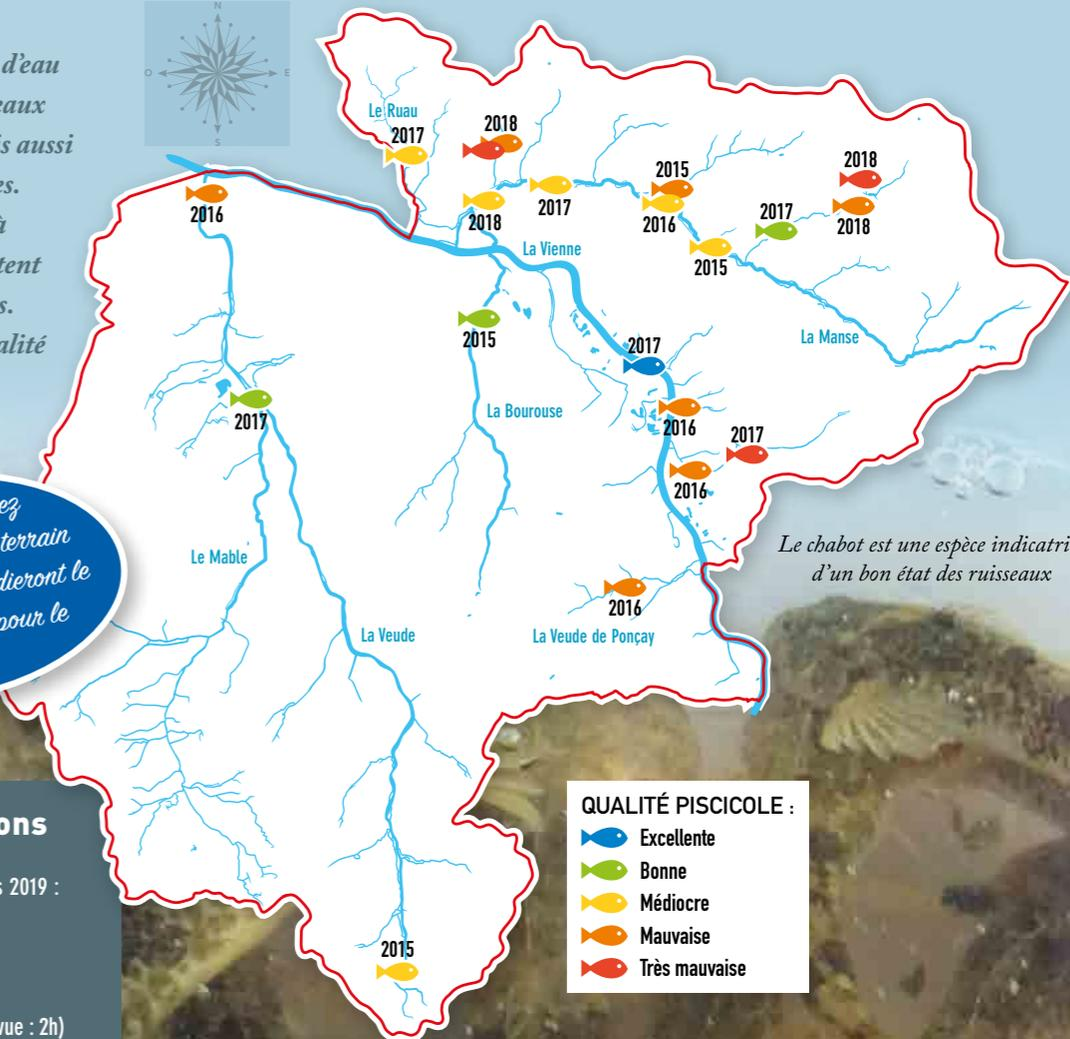 N
O
E
S
d'eau
eaux
is aussi
es.
à
tent
s.
alité
Le Ruau
2017
2018
2018
2017
2015
2016
2015
2017
2018
2018
2016
La Vienne
La Manse
2015
2017
La Bourouse
2016
2017
2016
2017
Le Mable
La Veude
2016
La Veude de Ponçay
2015
ez
terrain
dieront le
pour le
Le chabot est une espèce indicatri
d'un bon état des ruisseaux
ons
s 2019 :
vue : 2h)
QUALITÉ PISCICOLE :
Excellente
Bonne
Médiocre
Mauvaise
Très mauvaise